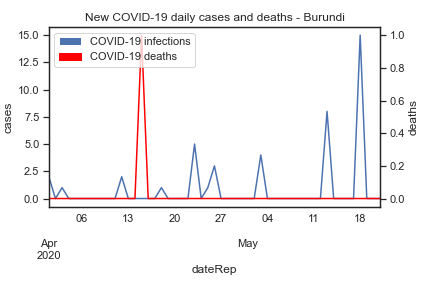 New COVID-19 daily cases and deaths - Burundi
COVID-19 infections
COVID-19 deaths
15.0
12.5
10.0
7.5
5.0
2.5
0.0
cases
1.0
0.8
0.6
0.4
0.2
0.0
deaths
06 13 20 27 04 11 18
Apr May
2020
dateRep